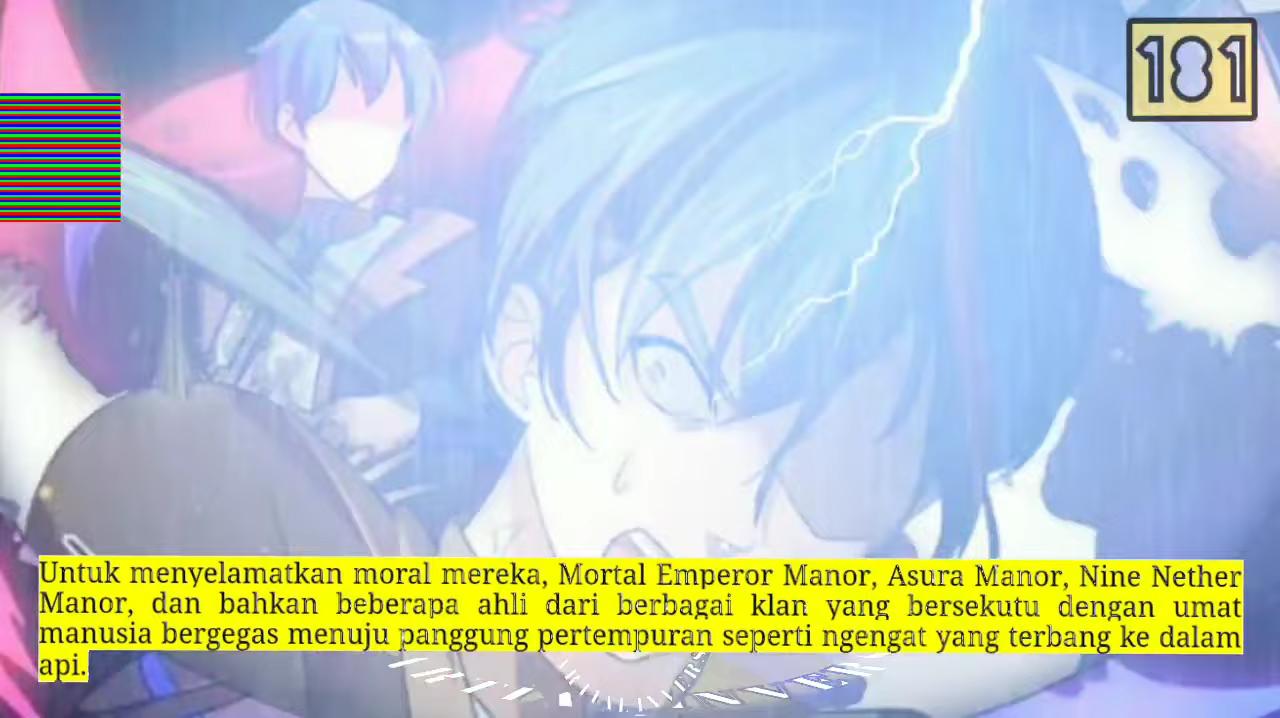 181
Untuk menyelamatkan moral mereka, Mortal Emperor Manor, Asura Manor, Nine Nether
Manor, dan bahkan beberapa ahli dari berbagai klan yang bersekutu dengan umat
manusia bergegas menuju panggung pertempuran seperti ngengat yang terbang ke dalam
api.